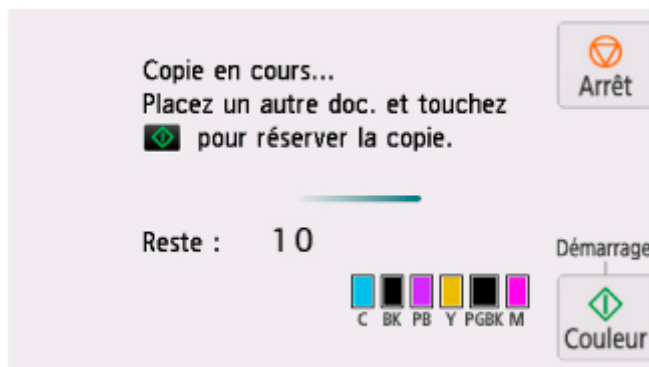 Copie en cours...
Placez un autre doc. et touchez
pour réserver la copie.
Arrêt
Reste : 10
C BK PB Y PGBK M
Démarrage
Couleur